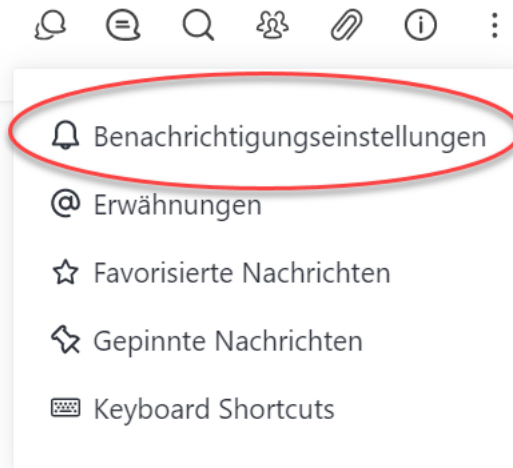 Benachrichtigungseinstellungen
Erwähnungen
Favorisierte Nachrichten
Gepinnte Nachrichten
Keyboard Shortcuts